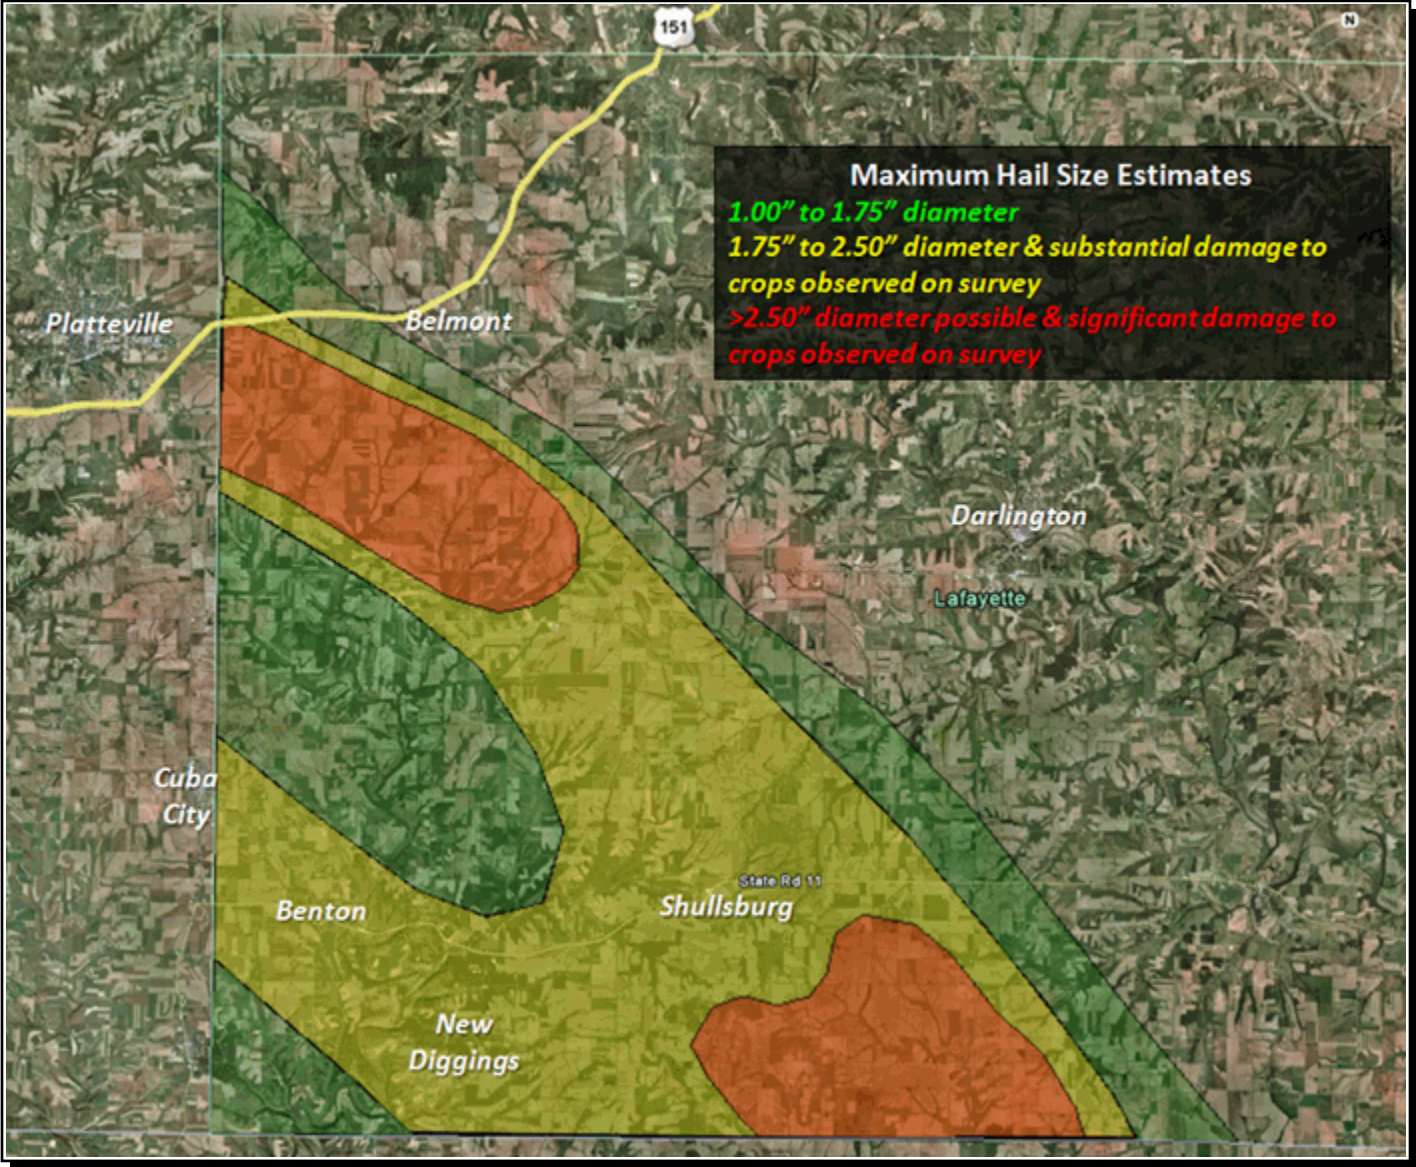 151
N
Maximum Hail Size Estimates
1.00” to 1.75” diameter
1.75” to 2.50” diameter & substantial damage to
crops observed on survey
>2.50” diameter possible & significant damage to
crops observed on survey
Platteville
Belmont
Darlington
Lafayette
Cuba
City
State Rd 11
Benton
Shullsburg
New
Diggings